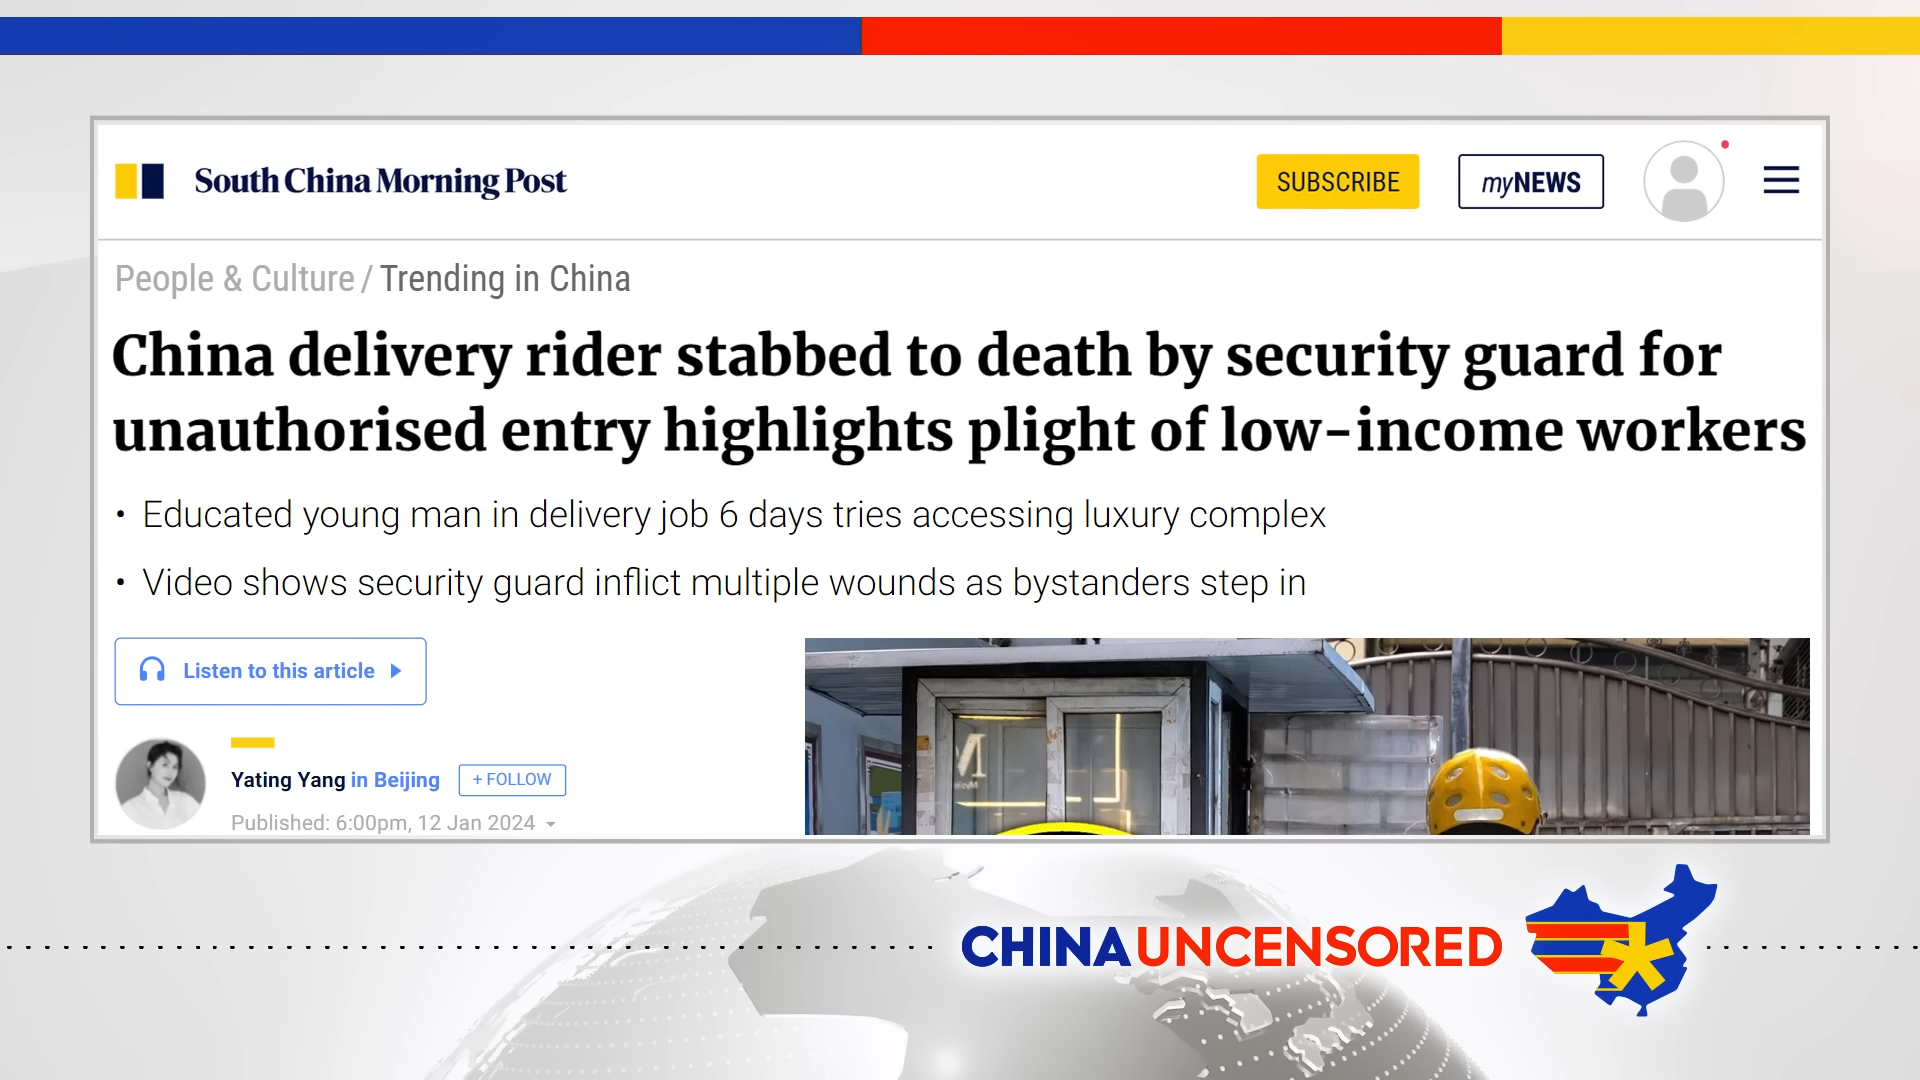 South China Morning Post
SUBSCRIBE
myNEWS
People & Culture / Trending in China
China delivery rider stabbed to death by security guard for
unauthorised entry highlights plight of low-income workers
• Educated young man in delivery job 6 days tries accessing luxury complex
• Video shows security guard inflict multiple wounds as bystanders step in
Listen to this article
Yating Yang in Beijing
+ FOLLOW
Published: 6:00pm, 12 Jan 2024
CHINA UNCENSORED